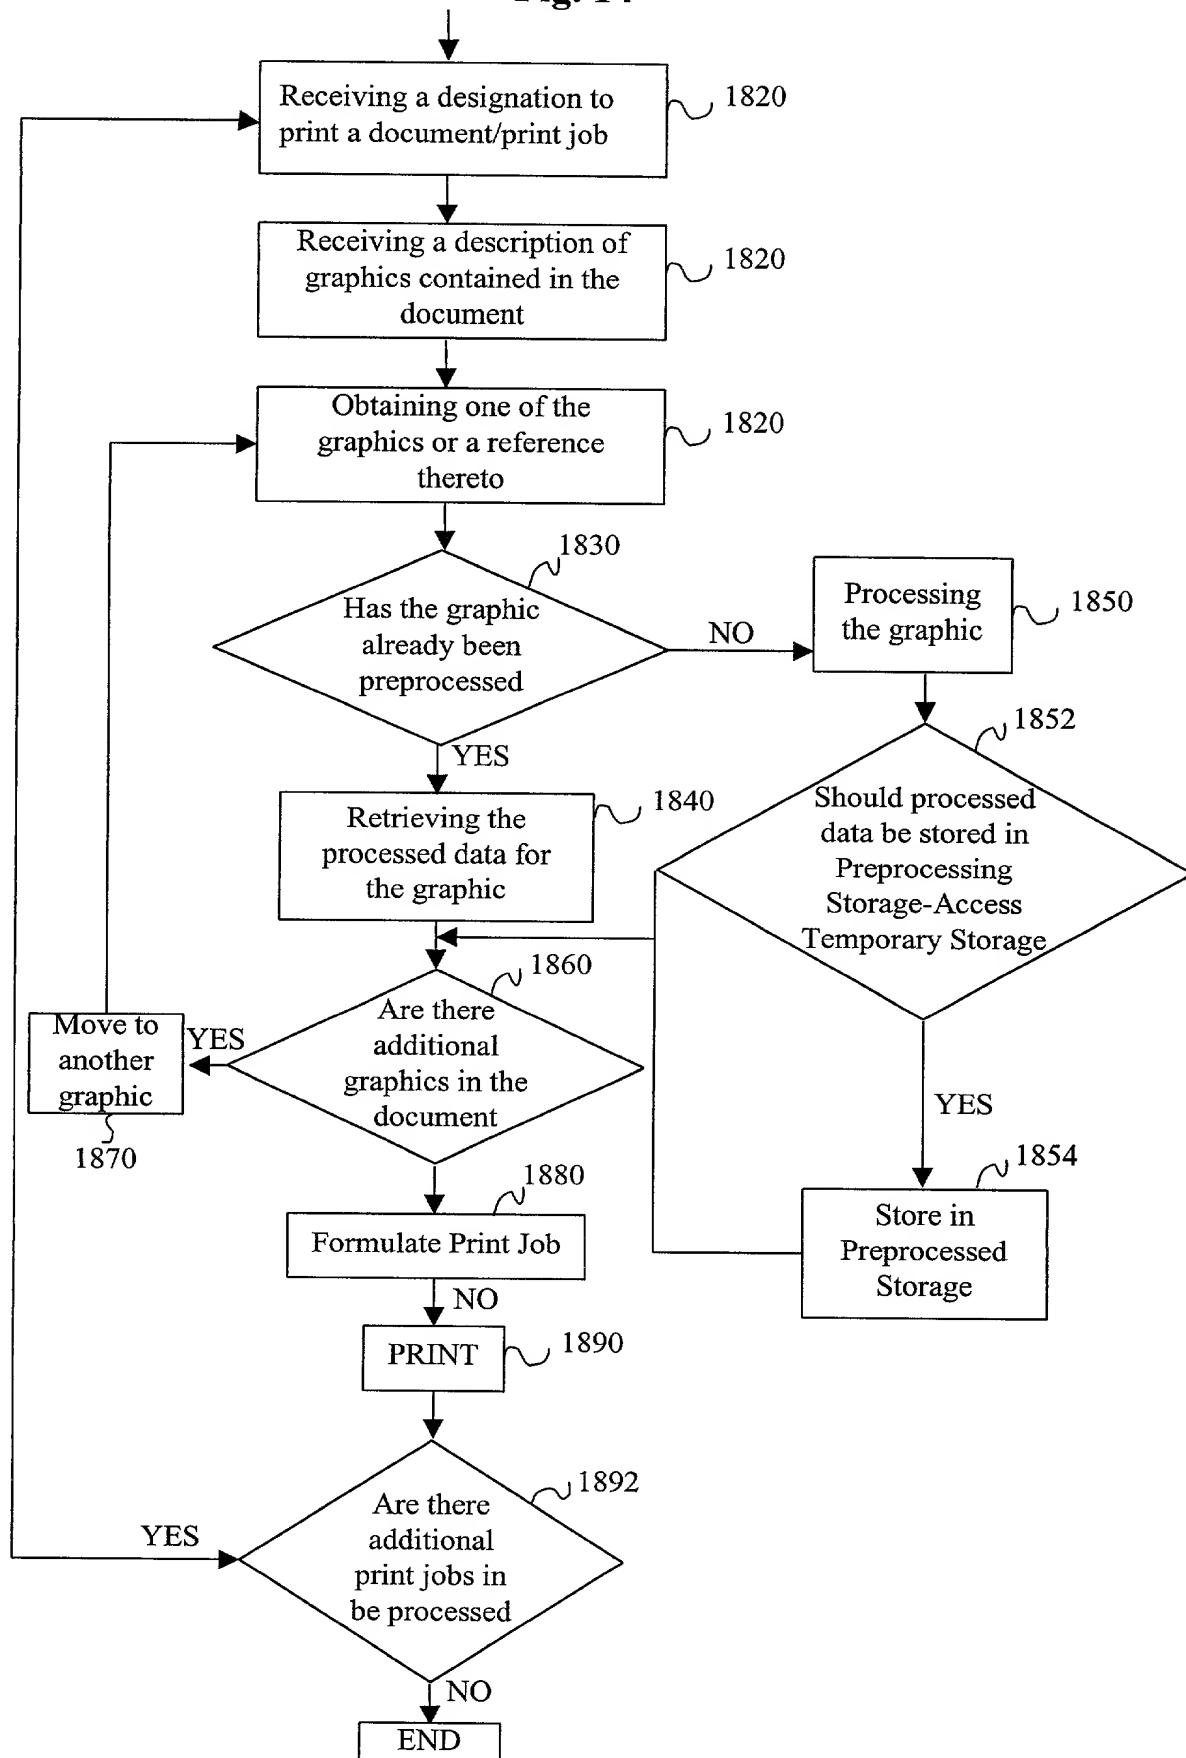 Receiving a designation to
print a document/print job
1820
Receiving a description of
graphics contained in the
document
1820
Obtaining one of the
graphics or a reference
thereto
1820
1830
Has the graphic
already been
preprocessed
NO
Processing
the graphic
1850
YES
1852
Should processed
data be stored in
Preprocessing
Storage-Access
Temporary Storage
1840
Retrieving the
processed data for
the graphic
1860
Are there
additional
graphics in the
document
YES
Move to
another
graphic
1870
YES
1854
Store in
Preprocessed
Storage
1880
Formulate Print Job
NO
PRINT
1890
1892
Are there
additional
print jobs in
be processed
YES
NO
END